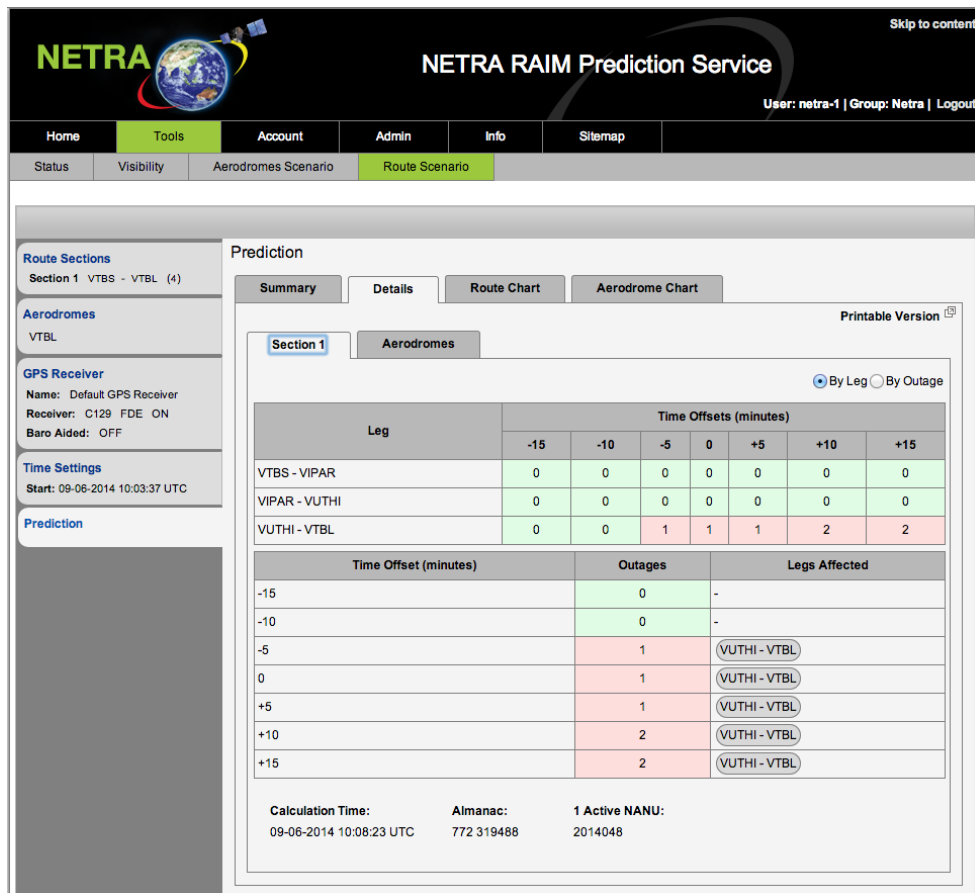 Skip to content
NETRA
NETRA RAIM Prediction Service
User: netra-1 | Group: Netra | Logout
Home Tools Account Admin Info Sitemap
Status Visibility Aerodromes Scenario Route Scenario
Route Sections
Section 1 VTBS - VTBL (4)
Aerodromes
VTBL
GPS Receiver
Name: Default GPS Receiver
Receiver: C129 FDE ON
Baro Aided: OFF
Time Settings
Start: 09-06-2014 10:03:37 UTC
Prediction
Prediction
Summary Details Route Chart Aerodrome Chart
Printable Version
Section 1 Aerodromes
By Leg By Outage
Leg Time Offsets (minutes)
-15 -10 -5 0 +5 +10 +15
VTBS - VIPAR 0 0 0 0 0 0 0
VIPAR - VUTHI 0 0 0 0 0 0 0
VUTHI - VTBL 0 0 1 1 1 2 2
Time Offset (minutes) Outages Legs Affected
-15 0 -
-10 0 -
-5 1 VUTHI - VTBL
0 1 VUTHI - VTBL
+5 1 VUTHI - VTBL
+10 2 VUTHI - VTBL
+15 2 VUTHI - VTBL
Calculation Time: Almanac: 1 Active NANU:
09-06-2014 10:08:23 UTC 772 319488 2014048